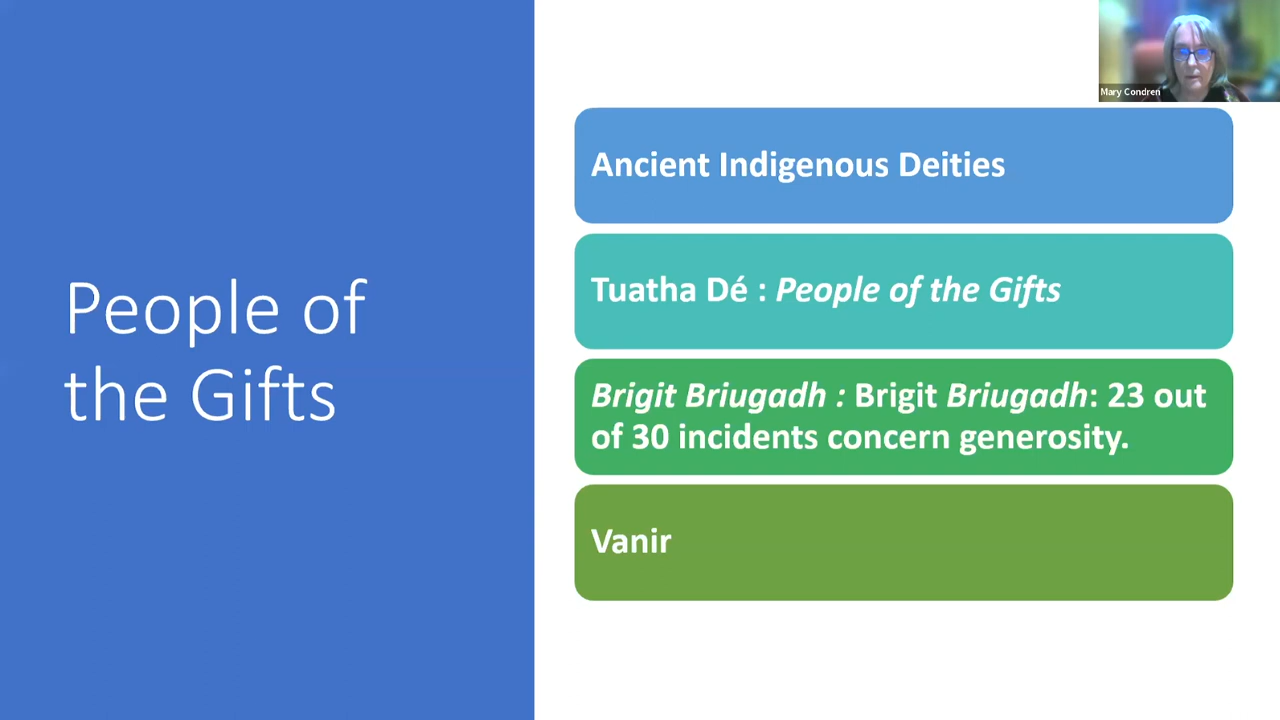 Mary Condren
People of
the Gifts
Ancient Indigenous Deities
Tuatha Dé : People of the Gifts
Brigit Briugadh : Brigit Briugadh: 23 out
of 30 incidents concern generosity.
Vanir